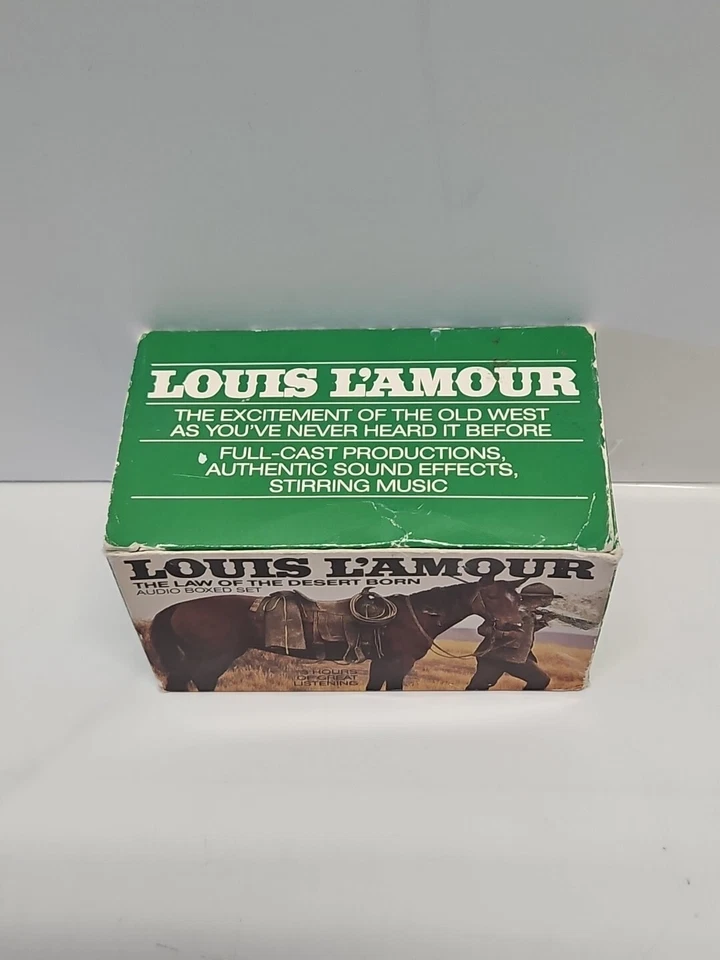 LOUIS L'AMOUR
THE EXCITEMENT OF THE OLD WEST
AS YOU'VE NEVER HEARD IT BEFORE
FULL-CAST PRODUCTIONS,
AUTHENTIC SOUND EFFECTS,
STIRRING MUSIC
LOUIS L'AMOUR
THE LAW OF THE DESERT BORN
AUDIO BOXED SET
HOURS
OF GREAT
LISTENING